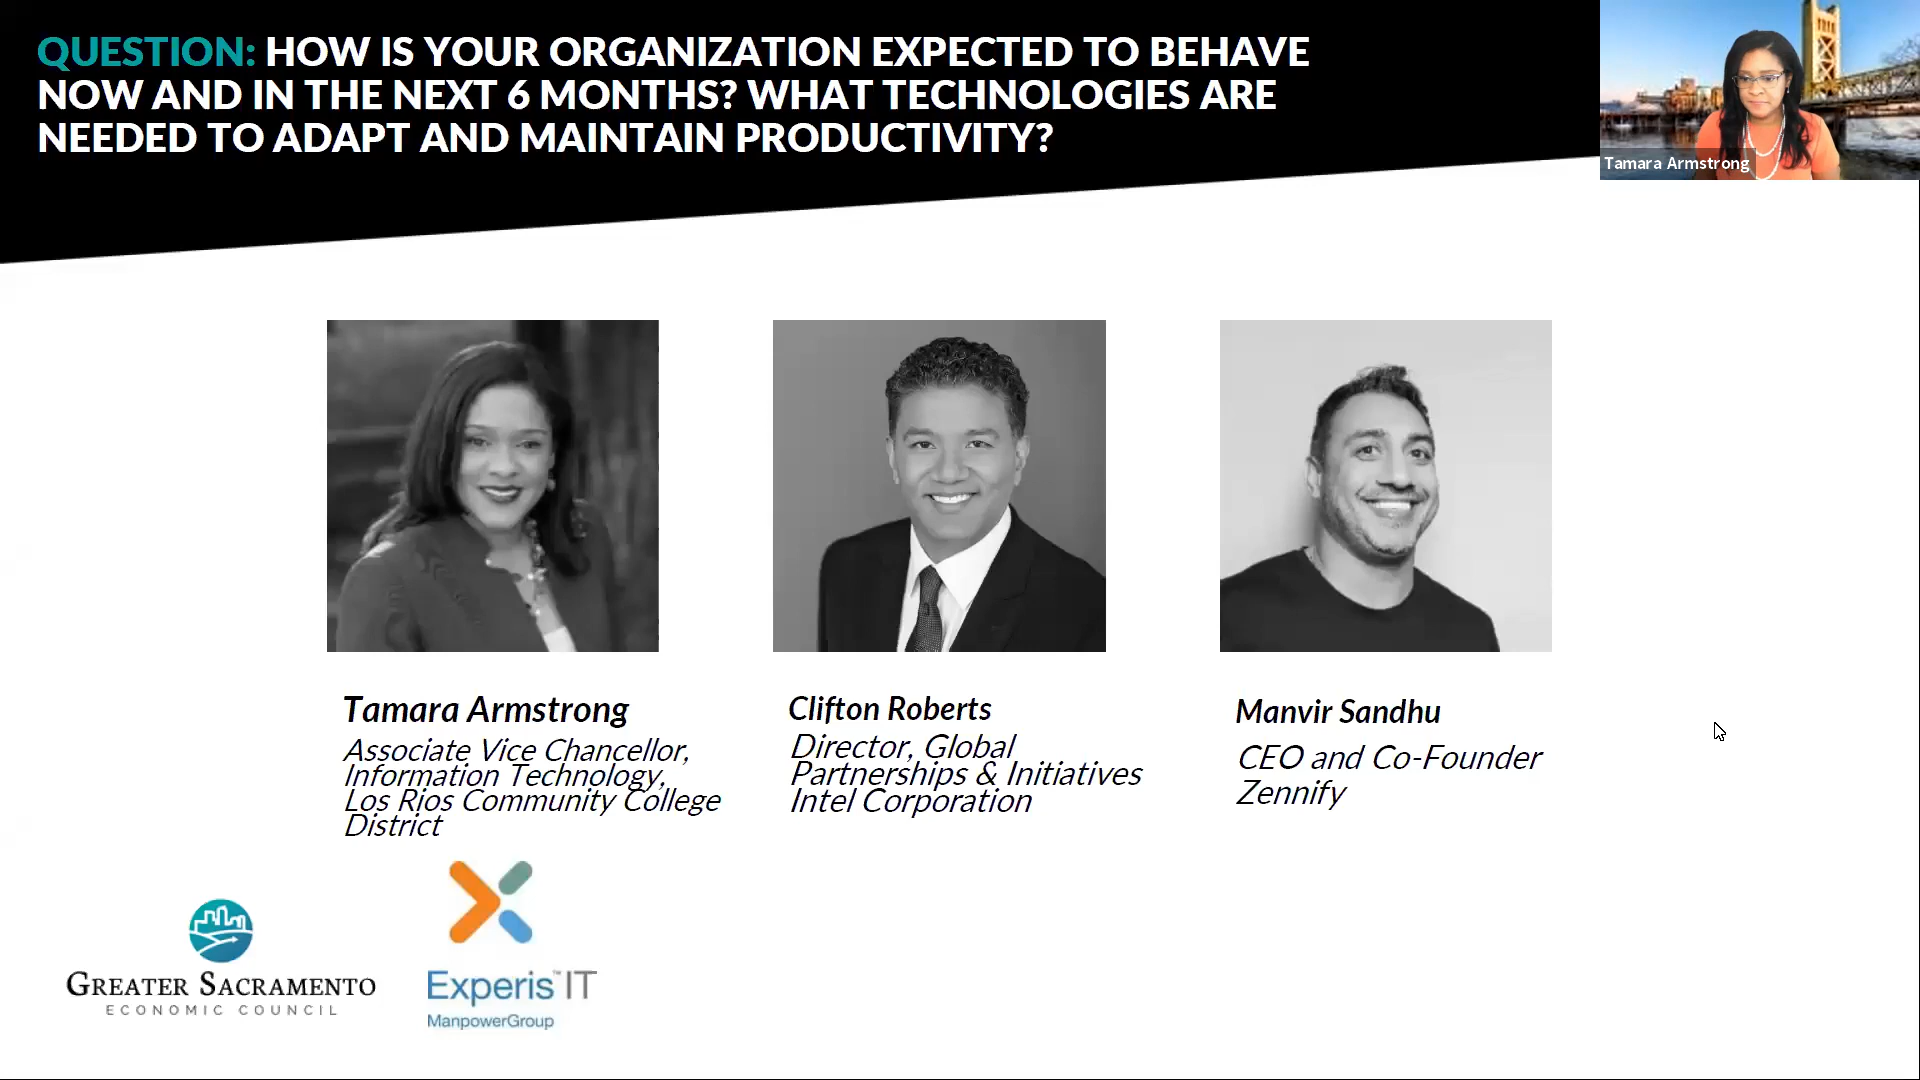 QUESTION: HOW IS YOUR ORGANIZATION EXPECTED TO BEHAVE
NOW AND IN THE NEXT 6 MONTHS? WHAT TECHNOLOGIES ARE
NEEDED TO ADAPT AND MAINTAIN PRODUCTIVITY?
Tamara Armstrong
Tamara Armstrong
Associate Vice Chancellor,
Information Technology,
Los Rios Community College
District
Clifton Roberts
Director, Global
Partnerships & Initiatives
Intel Corporation
Manvir Sandhu
CEO and Co-Founder
Zennify
GREATER SACRAMENTO
ECONOMIC COUNCIL
Experis™ IT
ManpowerGroup